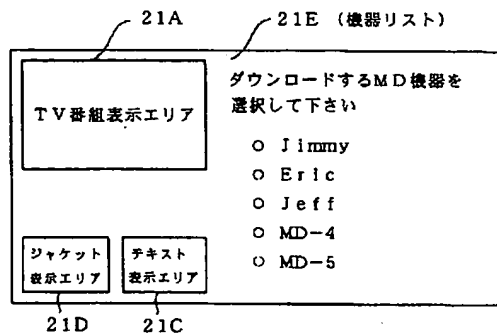 21A
21E (機器リスト)
TV番組表示エリア
ダウンロードするMD機器を
選択して下さい
○ Jimmy
○ Eric
○ Jeff
○ MD-4
○ MD-5
ジャケット
表示エリア
テキスト
表示エリア
21D
21C